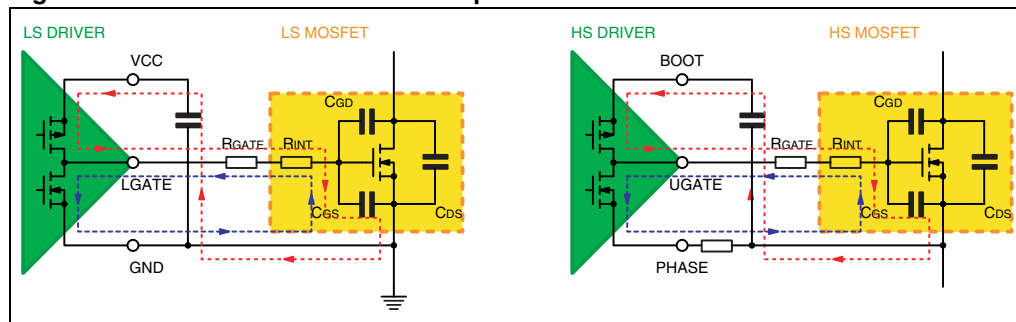 LS DRIVER
LS MOSFET
VCC
CGD
RGATE
RINT
LGATE
CGS
CDS
GND
HS DRIVER
HS MOSFET
BOOT
CGD
RGATE
RINT
UGATE
CGS
CDS
PHASE